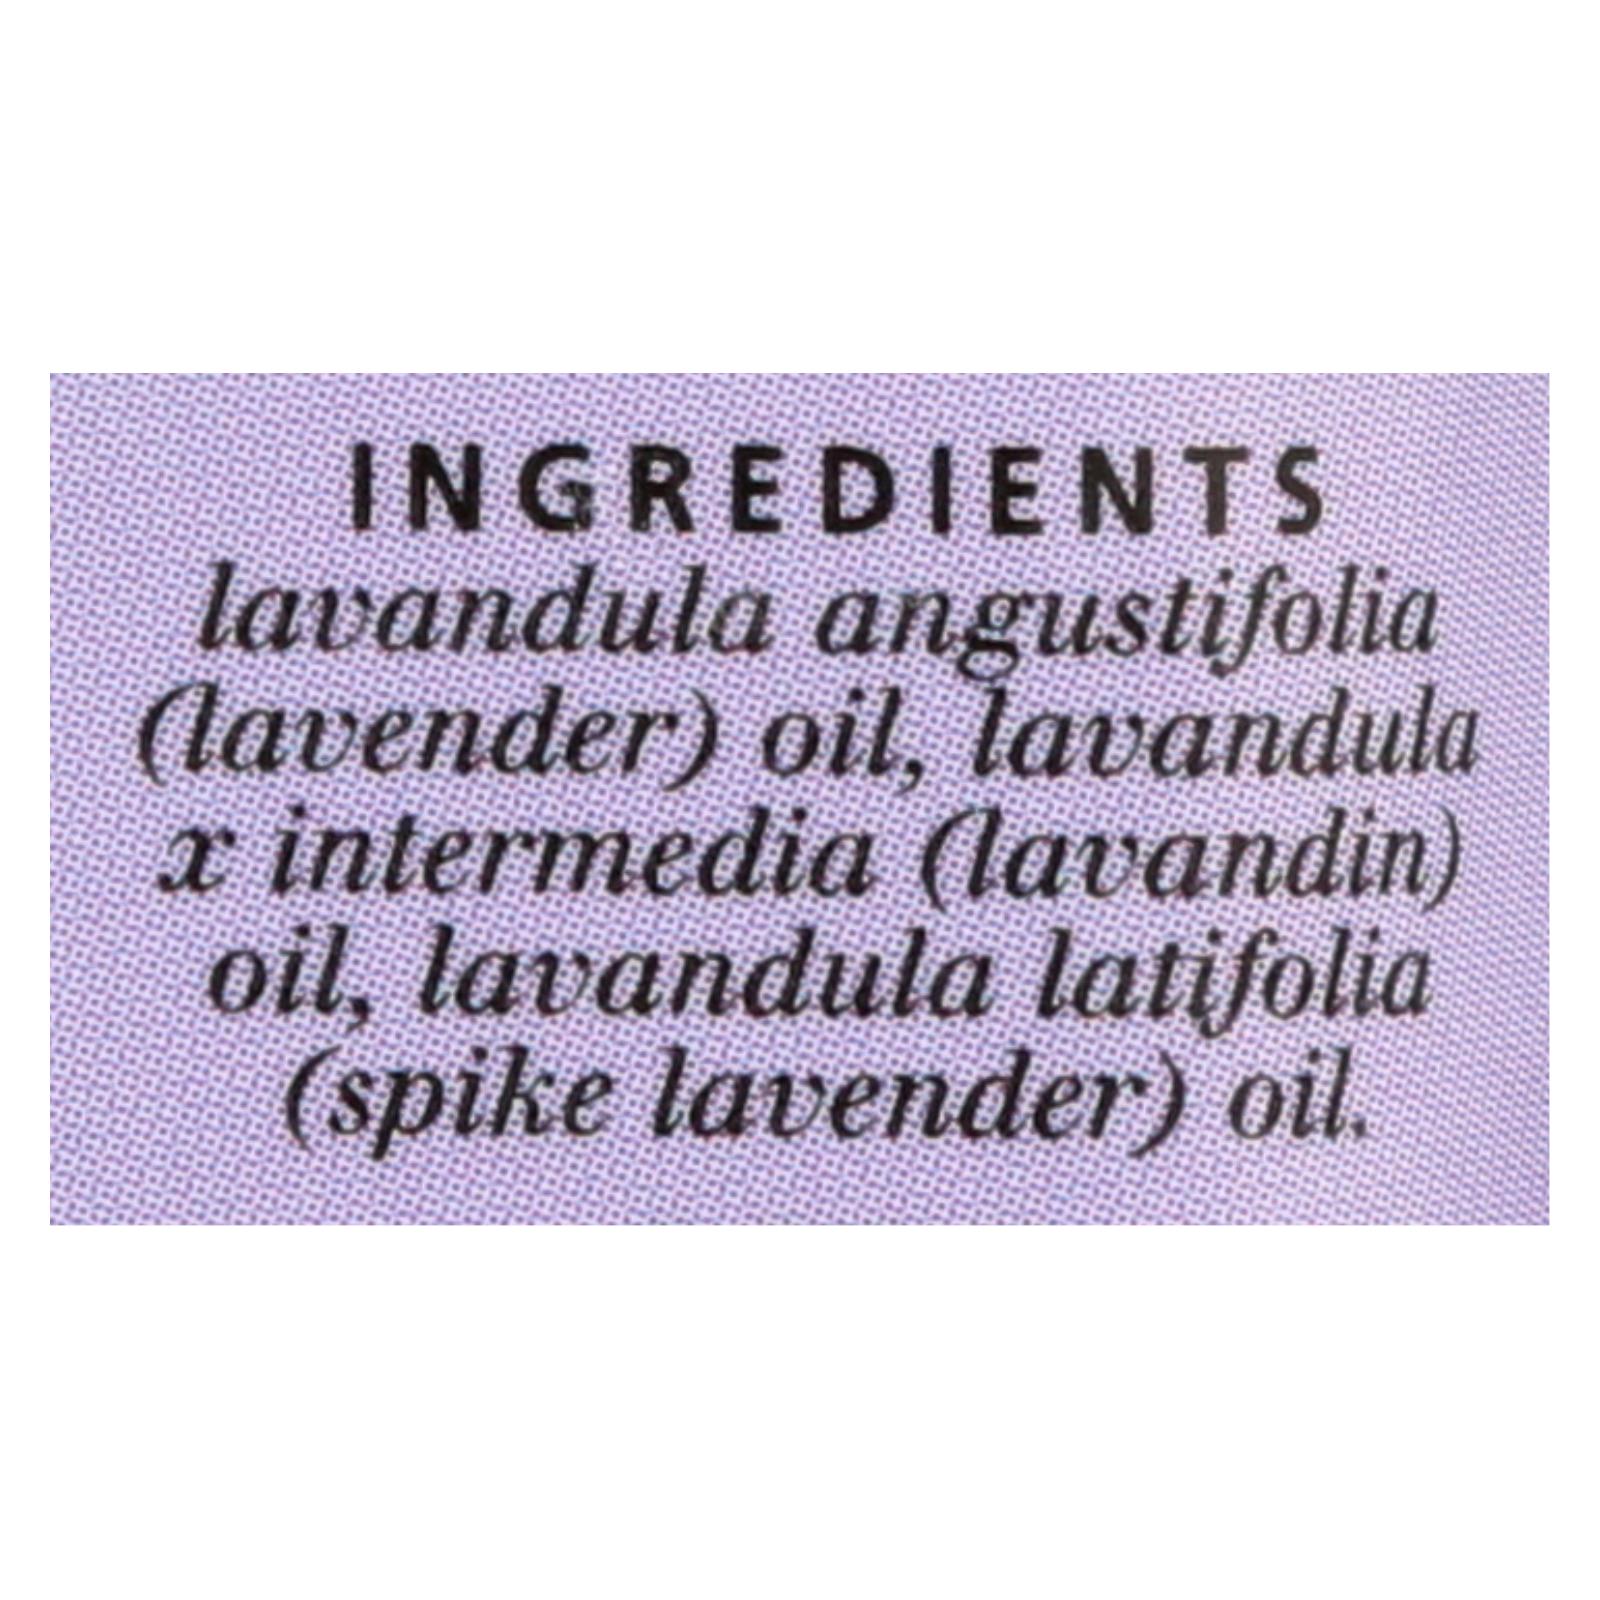 INGREDIENTS
lavandula angustifolia
(lavender) oil, lavandula
x intermedia (lavandin)
oil, lavandula latifolia
(spike lavender) oil.